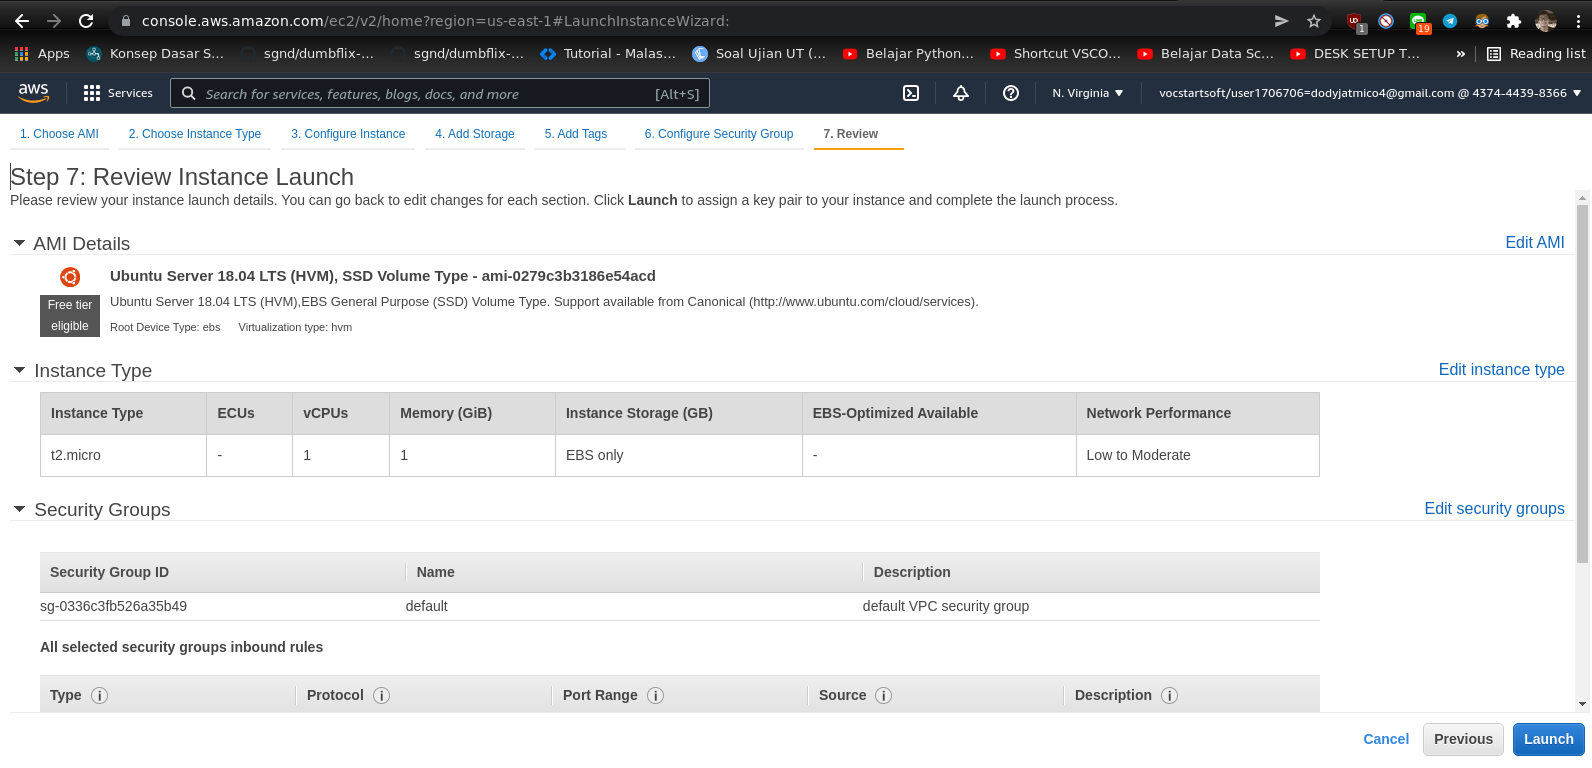 console.aws.amazon.com/ec2/v2/home?region=us-east-1#LaunchInstanceWizard:
1
19
Apps
Konsep Dasar S...
sgnd/dumbflix-...
sgnd/dumbflix-...
Tutorial - Malas...
Soal Ujian UT (...
Belajar Python...
Shortcut VSCO...
Belajar Data Sc...
DESK SETUP T...
»
Reading list
aws
Services
Search for services, features, blogs, docs, and more
[Alt+S]
N. Virginia
vocstartsoft/user1706706=dodyjatmico4@gmail.com @ 4374-4439-8366
1. Choose AMI
2. Choose Instance Type
3. Configure Instance
4. Add Storage
5. Add Tags
6. Configure Security Group
7. Review
Step 7: Review Instance Launch
Please review your instance launch details. You can go back to edit changes for each section. Click Launch to assign a key pair to your instance and complete the launch process.
AMI Details
Edit AMI
Ubuntu Server 18.04 LTS (HVM), SSD Volume Type - ami-0279c3b3186e54acd
Free tier
eligible
Ubuntu Server 18.04 LTS (HVM),EBS General Purpose (SSD) Volume Type. Support available from Canonical (http://www.ubuntu.com/cloud/services).
Root Device Type: ebs Virtualization type: hvm
Instance Type
Edit instance type
Instance Type ECUs vCPUs Memory (GiB) Instance Storage (GB) EBS-Optimized Available Network Performance
t2.micro - 1 1 EBS only - Low to Moderate
Security Groups
Edit security groups
Security Group ID Name Description
sg-0336c3fb526a35b49 default default VPC security group
All selected security groups inbound rules
Type Protocol Port Range Source Description
Cancel
Previous
Launch